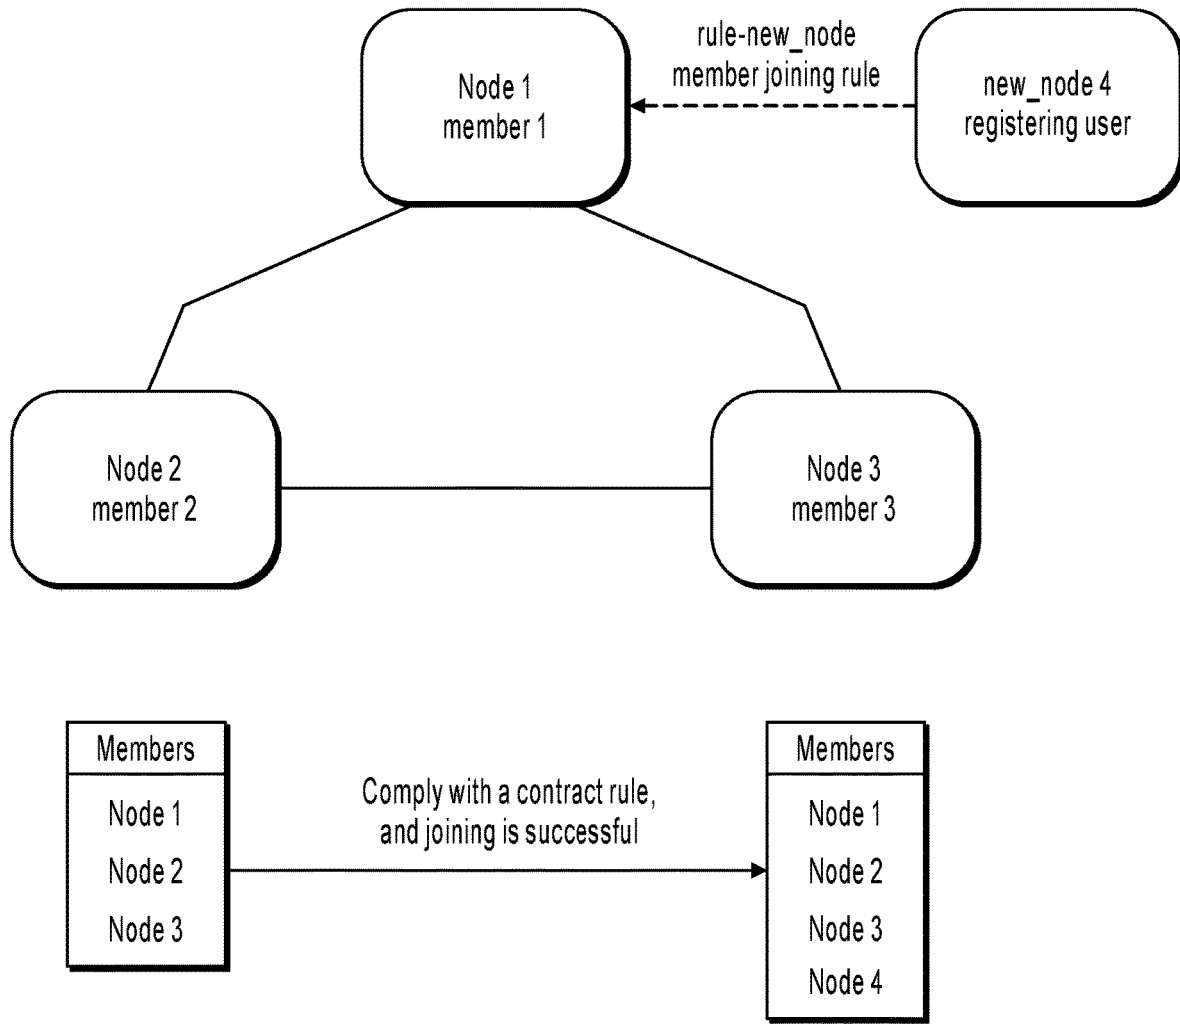 Node 1
member 1
rule-new_node
member joining rule
new_node 4
registering user
Node 2
member 2
Node 3
member 3
Members
Node 1
Node 2
Node 3
Comply with a contract rule,
and joining is successful
Members
Node 1
Node 2
Node 3
Node 4